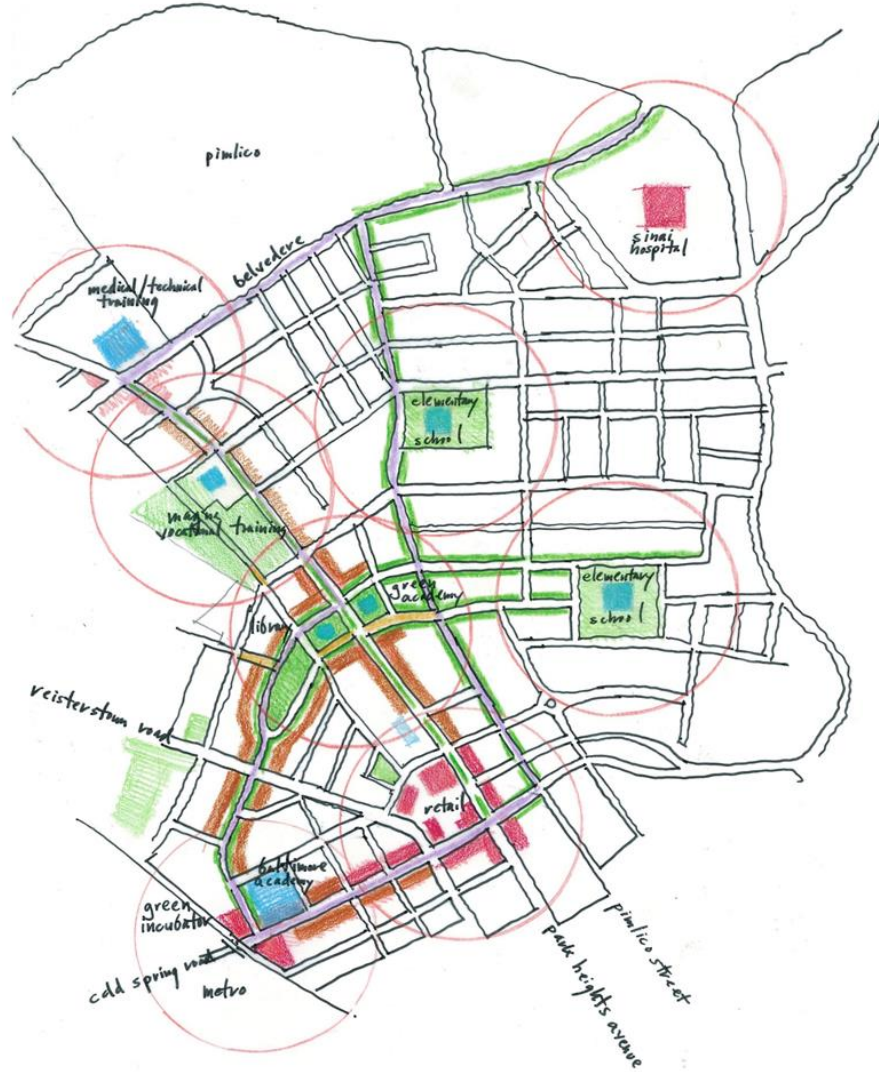 pimlico
sinai
hospital
belvedere
medical/technical
training
elementary
school
imagine
vocational training
green
academy
elementary
school
library
reisterstown road
retail
baltimore
academy
green
incubator
cold spring road
metro
pimlico street
park heights avenue